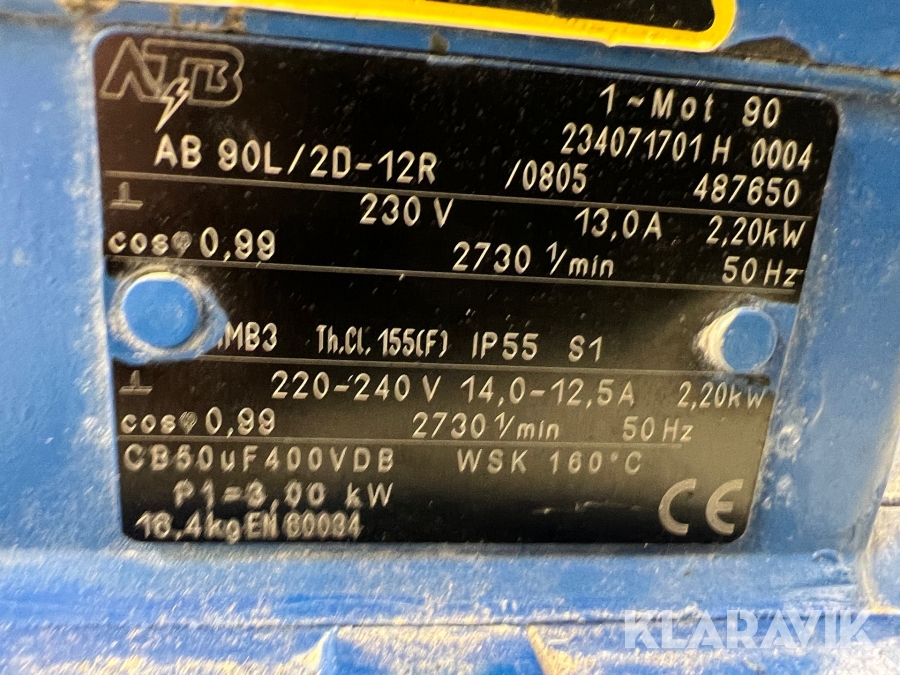 ATB
1~Mot 90
234071701 H 0004
AB 90L/2D-12R /0805 487650
230 V 13,0A 2,20kW
cosφ 0,99 2730 1/min 50 Hz
IMB3 Th.Cl. 155(F) IP55 S1
220-240 V 14,0-12,5A 2,20kW
cosφ 0,99 2730 1/min 50 Hz
CB50uF400VDB WSK 160°C
P1=3,00 kW
18,4kg EN 60034
CE
KLARAVIK